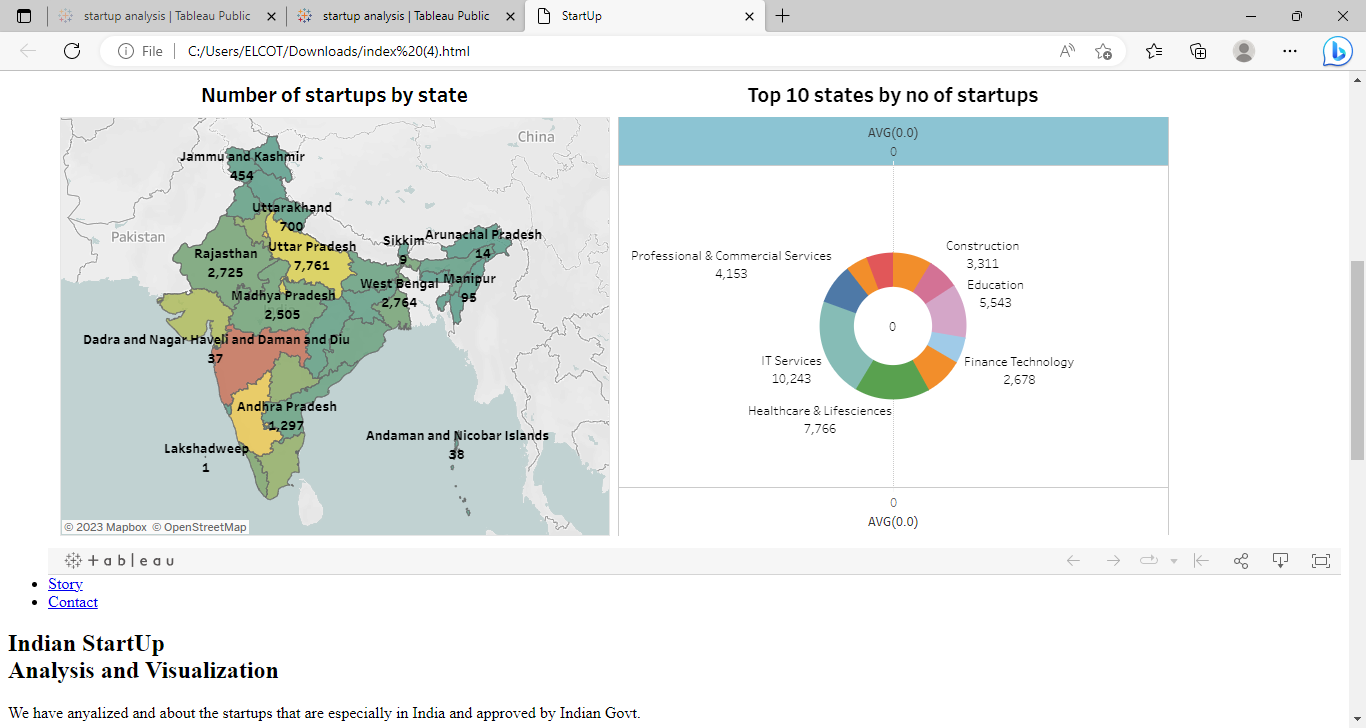 startup analysis | Tableau Public
startup analysis | Tableau Public
StartUp
File
C:/Users/ELCOT/Downloads/index%20(4).html
Number of startups by state
Top 10 states by no of startups
China
Pakistan
Jammu and Kashmir
454
Uttarakhand
700
Rajasthan
2,725
Uttar Pradesh
7,761
Sikkim
9
Arunachal Pradesh
14
West Bengal
2,764
Manipur
95
Madhya Pradesh
2,505
Dadra and Nagar Haveli and Daman and Diu
37
Andhra Pradesh
1,297
Lakshadweep
1
Andaman and Nicobar Islands
38
© 2023 Mapbox © OpenStreetMap
AVG(0.0)
0
Professional & Commercial Services
4,153
Construction
3,311
Education
5,543
0
IT Services
10,243
Finance Technology
2,678
Healthcare & Lifesciences
7,766
0
AVG(0.0)
+ a b | e a u
Story
Contact
Indian StartUp
Analysis and Visualization
We have anyalized and about the startups that are especially in India and approved by Indian Govt.